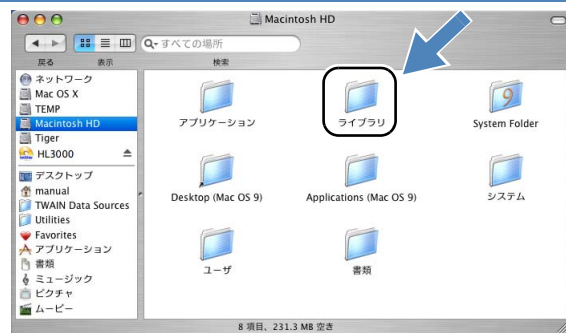 Macintosh HD
すべての場所
戻る 表示 検索
ネットワーク
Mac OS X
TEMP
Macintosh HD
Tiger
HL3000
デスクトップ
manual
TWAIN Data Sources
Utilities
Favorites
アプリケーション
書類
ミュージック
ピクチャ
ムービー
アプリケーション ライブラリ System Folder
Desktop (Mac OS 9) Applications (Mac OS 9) システム
ユーザ 書類
8 項目、231.3 MB 空き